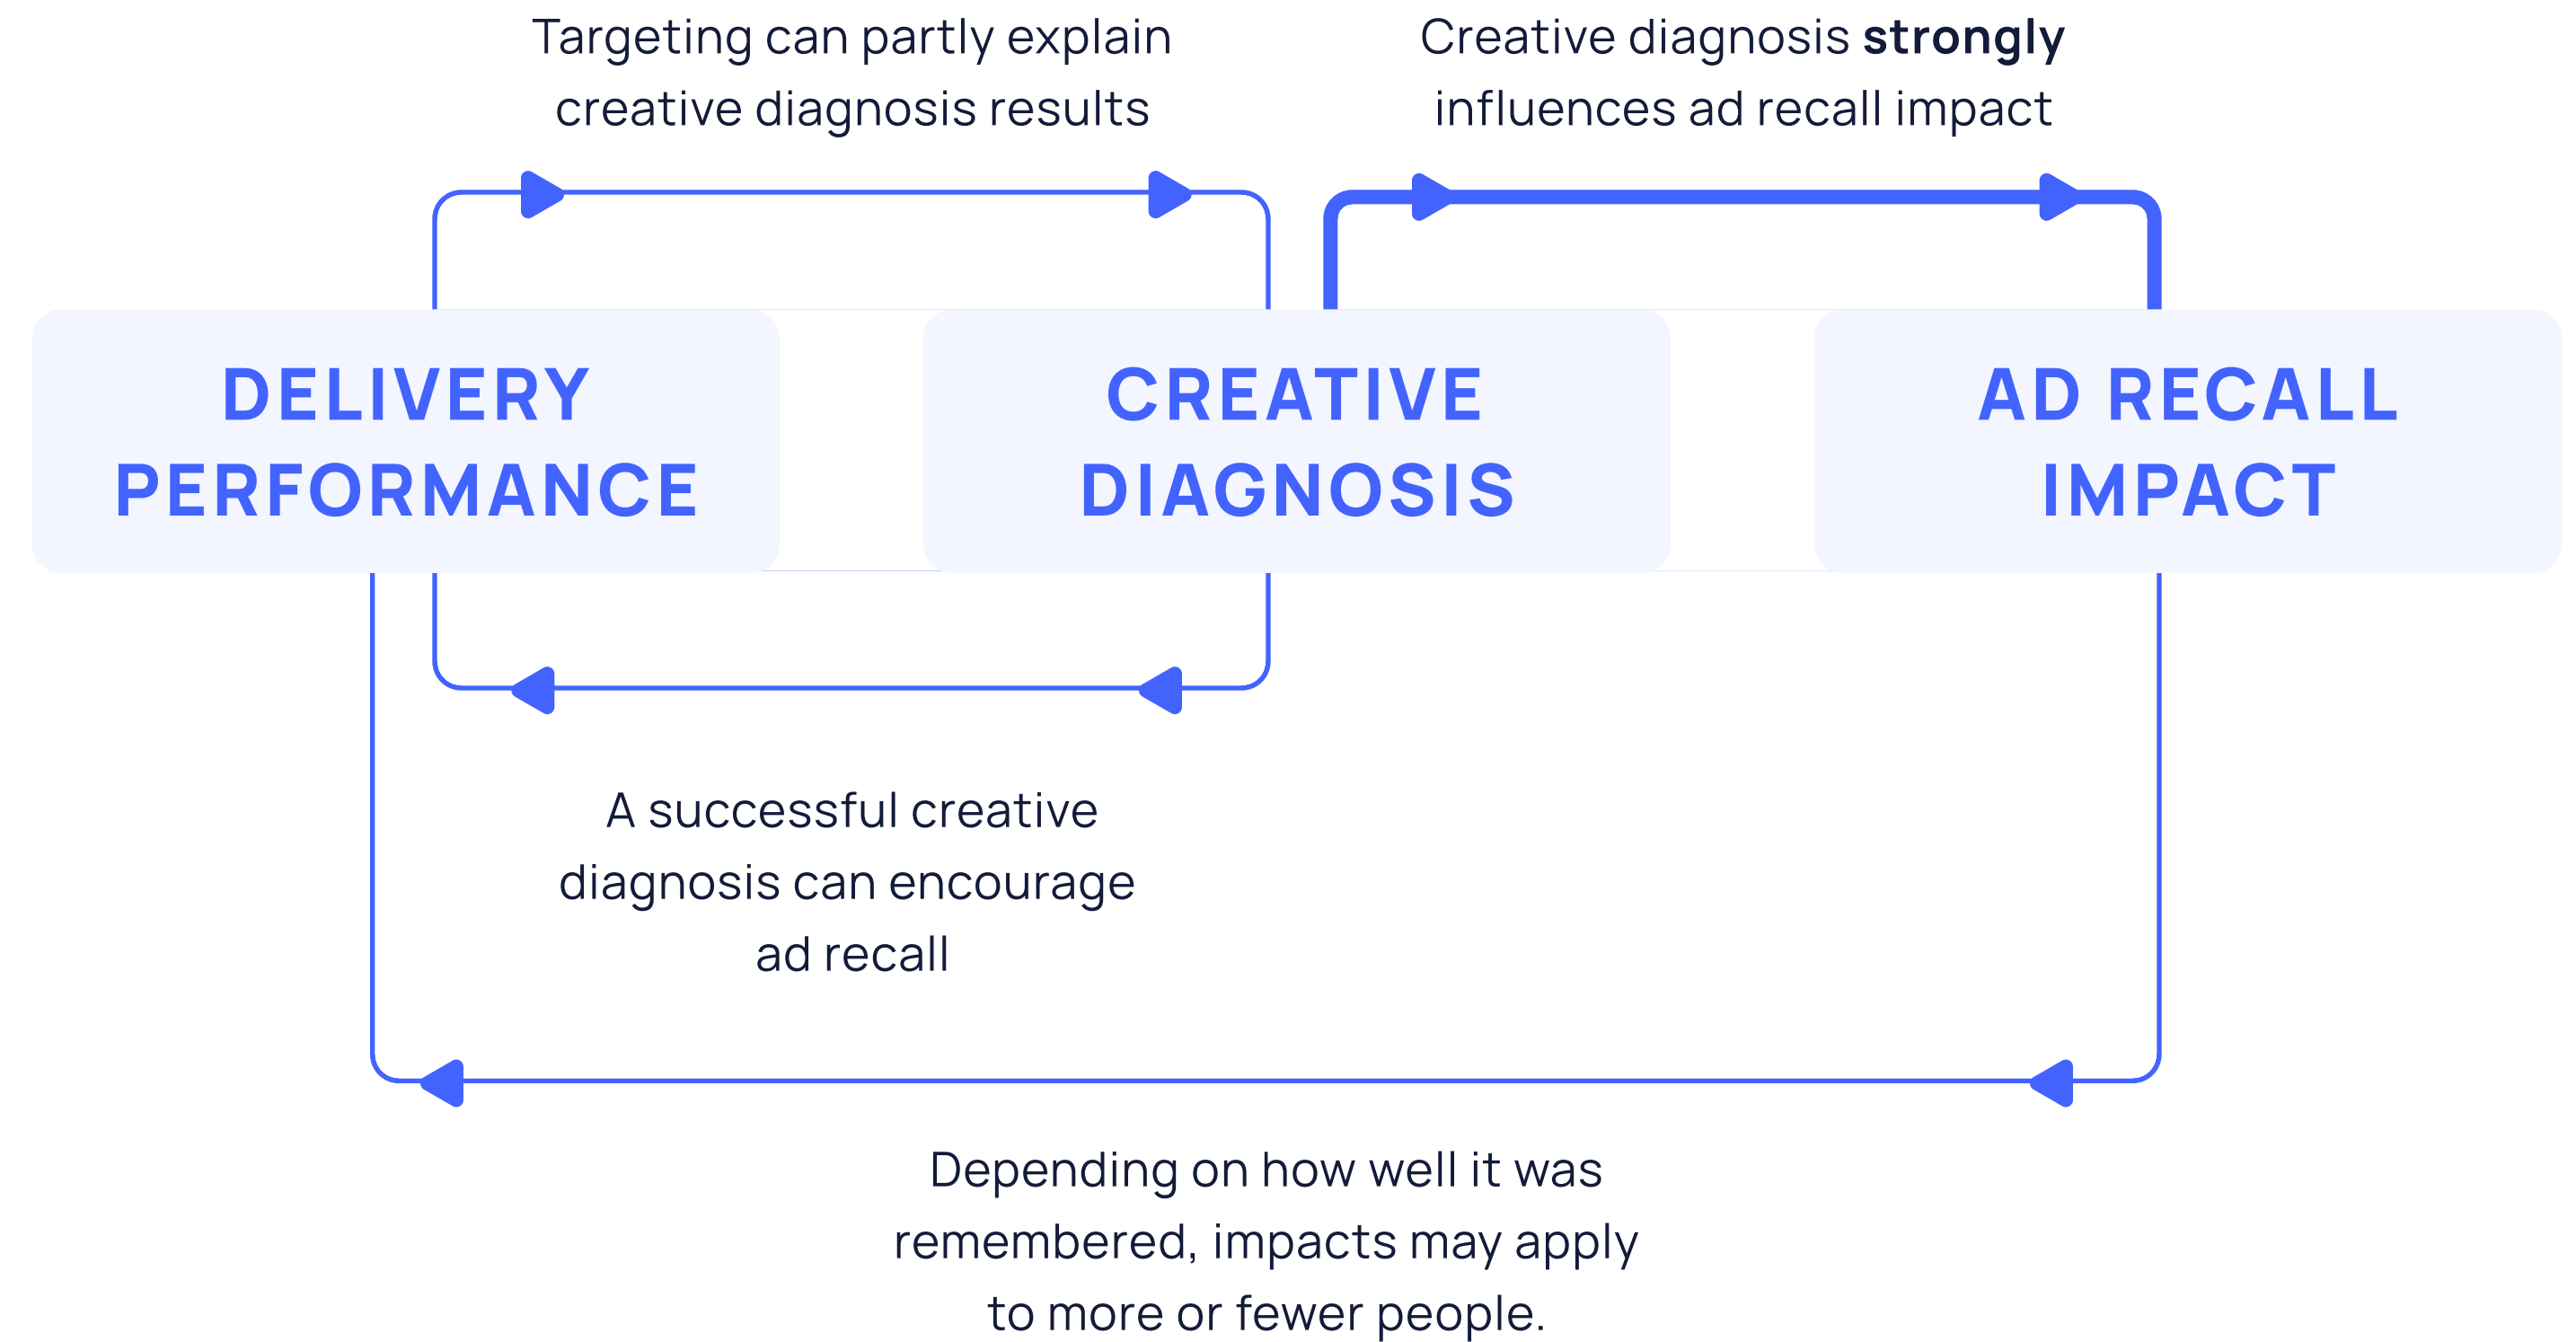 Targeting can partly explain
creative diagnosis results
Creative diagnosis strongly
influences ad recall impact
DELIVERY
PERFORMANCE
CREATIVE
DIAGNOSIS
AD RECALL
IMPACT
A successful creative
diagnosis can encourage
ad recall
Depending on how well it was
remembered, impacts may apply
to more or fewer people.